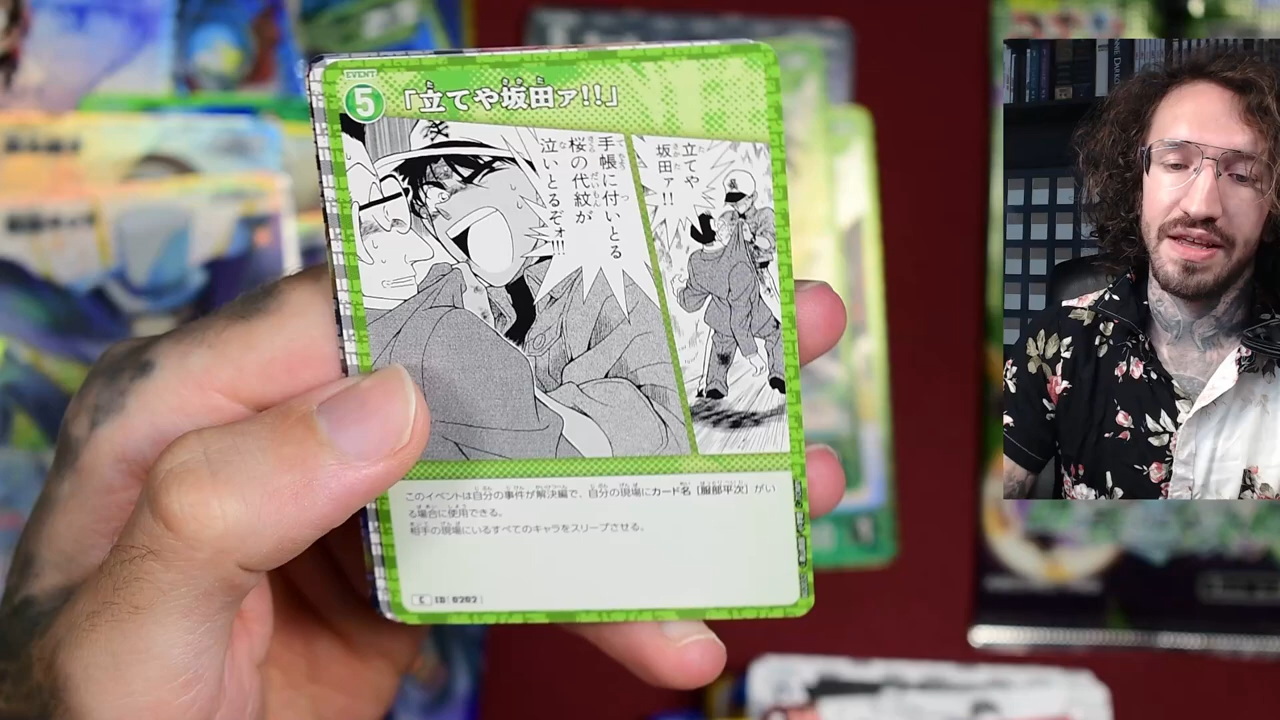 EVENT
5
「立てや坂田ァ!!」
立てや
坂田ァ!!
手帳に付いとる
桜の代紋が
泣いとるぞォ!!!
このイベントは自分の事件が解決編で、自分の現場にカード名［服部平次］がい
る場合に使用できる。
相手の現場にいるすべてのキャラをスリープさせる。
C ID 0202